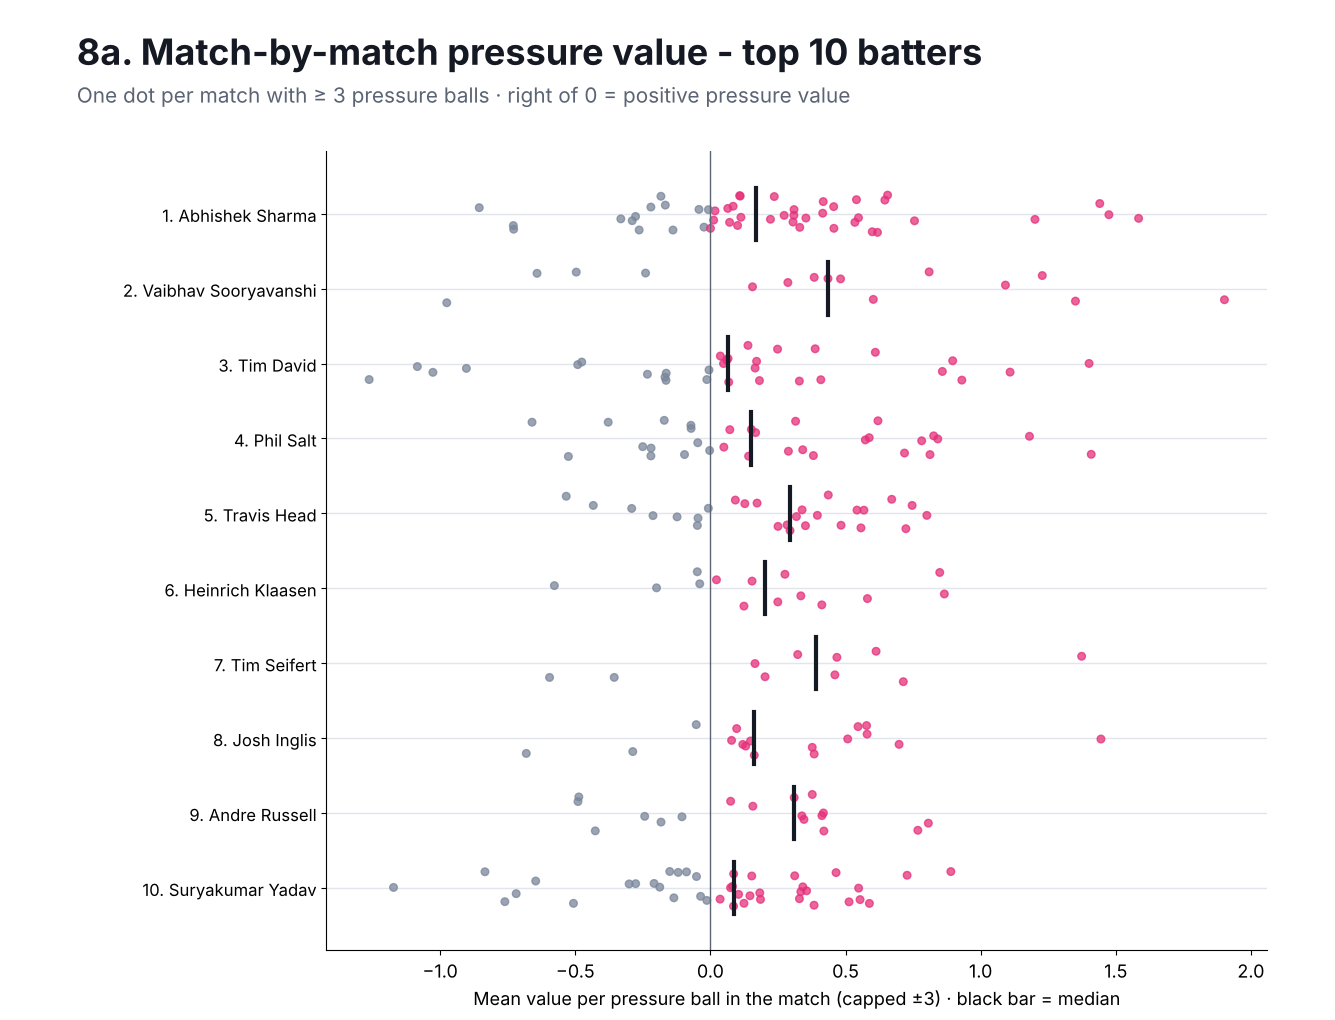 8a. Match-by-match pressure value - top 10 batters
One dot per match with ≥ 3 pressure balls · right of 0 = positive pressure value
1. Abhishek Sharma
2. Vaibhav Sooryavanshi
3. Tim David
4. Phil Salt
5. Travis Head
6. Heinrich Klaasen
7. Tim Seifert
8. Josh Inglis
9. Andre Russell
10. Suryakumar Yadav
−1.0 −0.5 0.0 0.5 1.0 1.5 2.0
Mean value per pressure ball in the match (capped ±3) · black bar = median